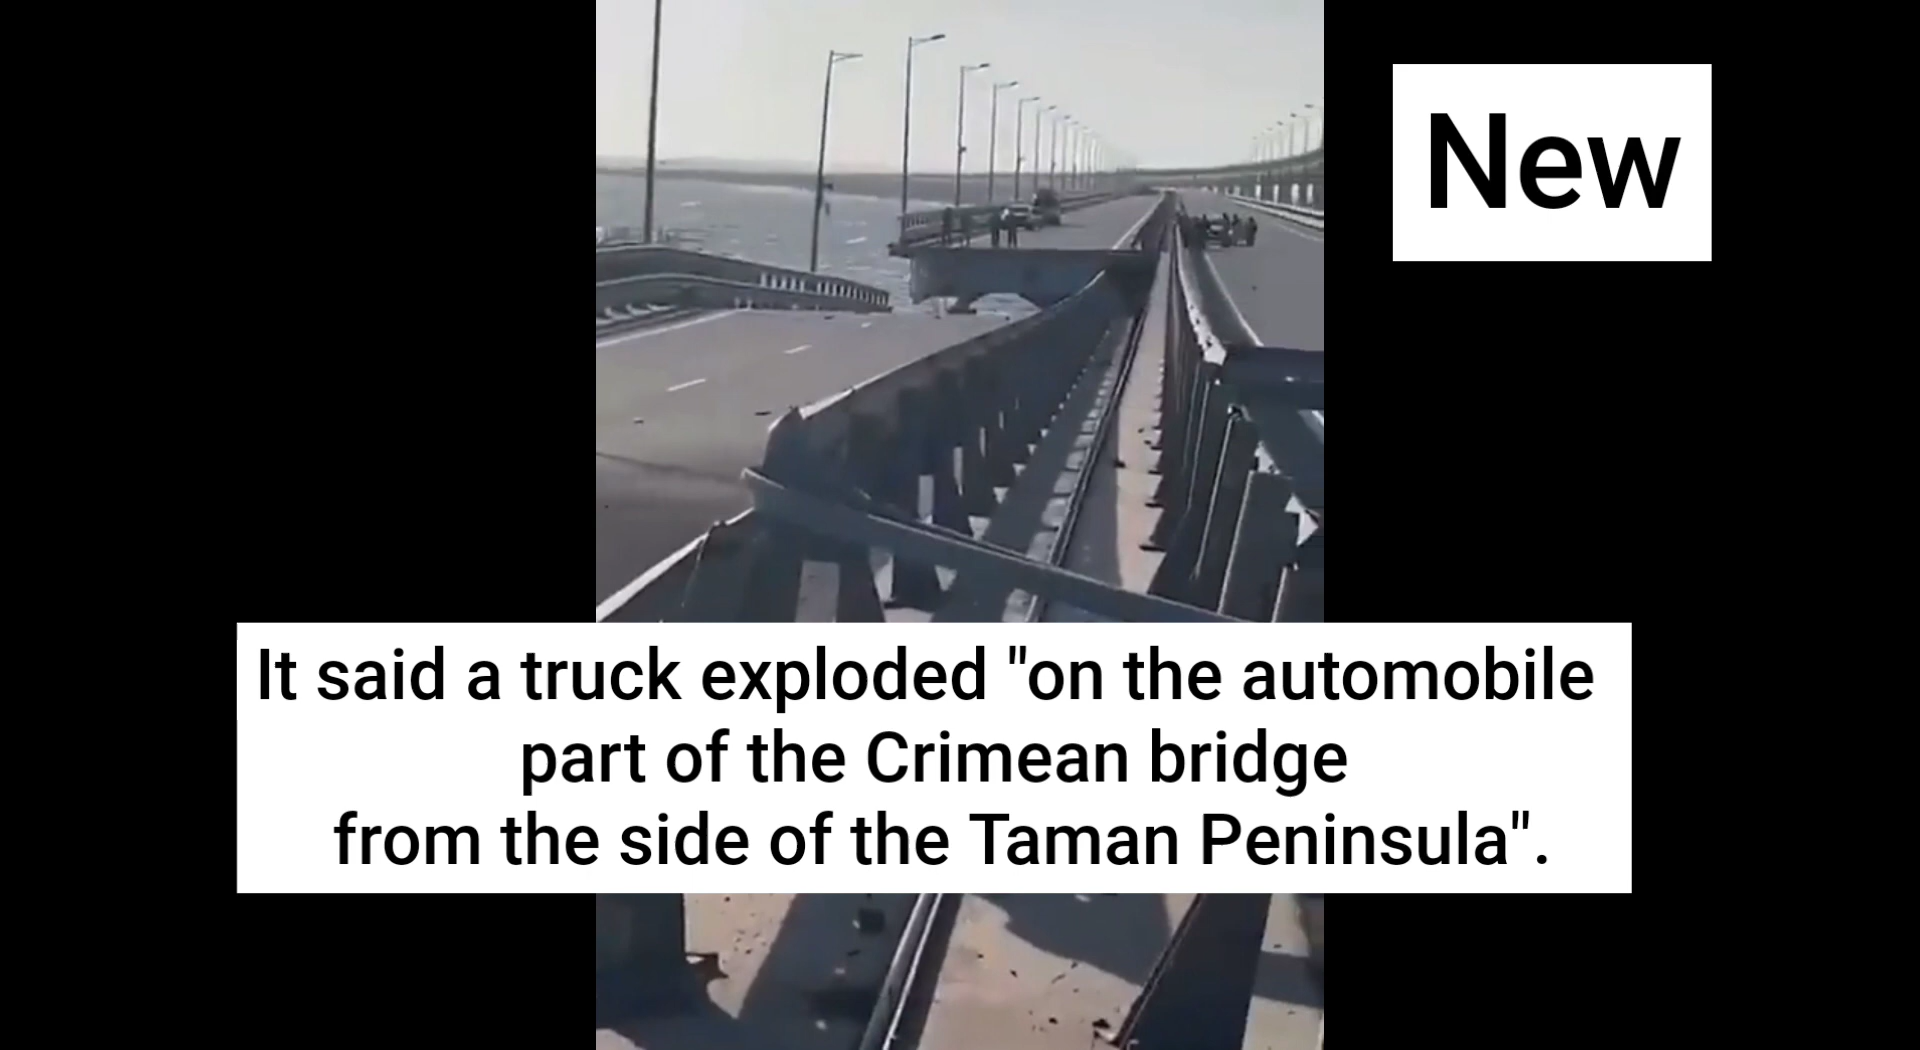 New
It said a truck exploded "on the automobile
part of the Crimean bridge
from the side of the Taman Peninsula".